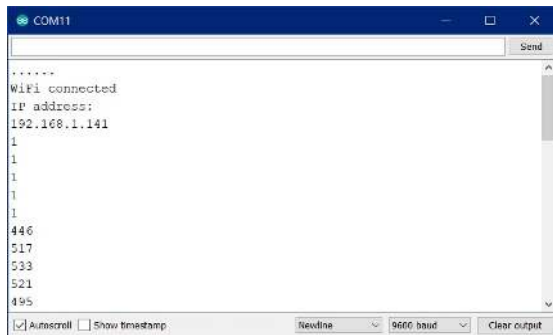 COM11
Send
......
WiFi connected
IP address:
192.168.1.141
1
1
1
1
1
446
517
533
521
495
Autoscroll Show timestamp Newline 9600 baud Clear output